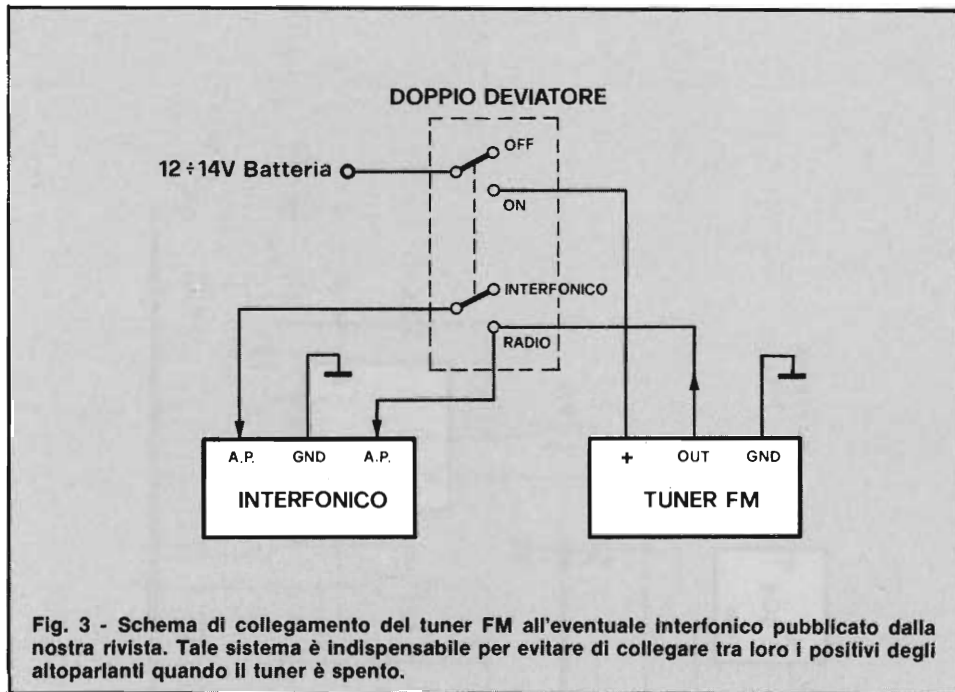 DOPPIO DEVIATORE
OFF
12÷14V Batteria
ON
INTERFONICO
RADIO
A.P. GND A.P.
INTERFONICO
+ OUT GND
TUNER FM
Fig. 3 - Schema di collegamento del tuner FM all'eventuale interfonico pubblicato dalla
nostra rivista. Tale sistema è indispensabile per evitare di collegare tra loro i positivi degli
altoparlanti quando il tuner è spento.